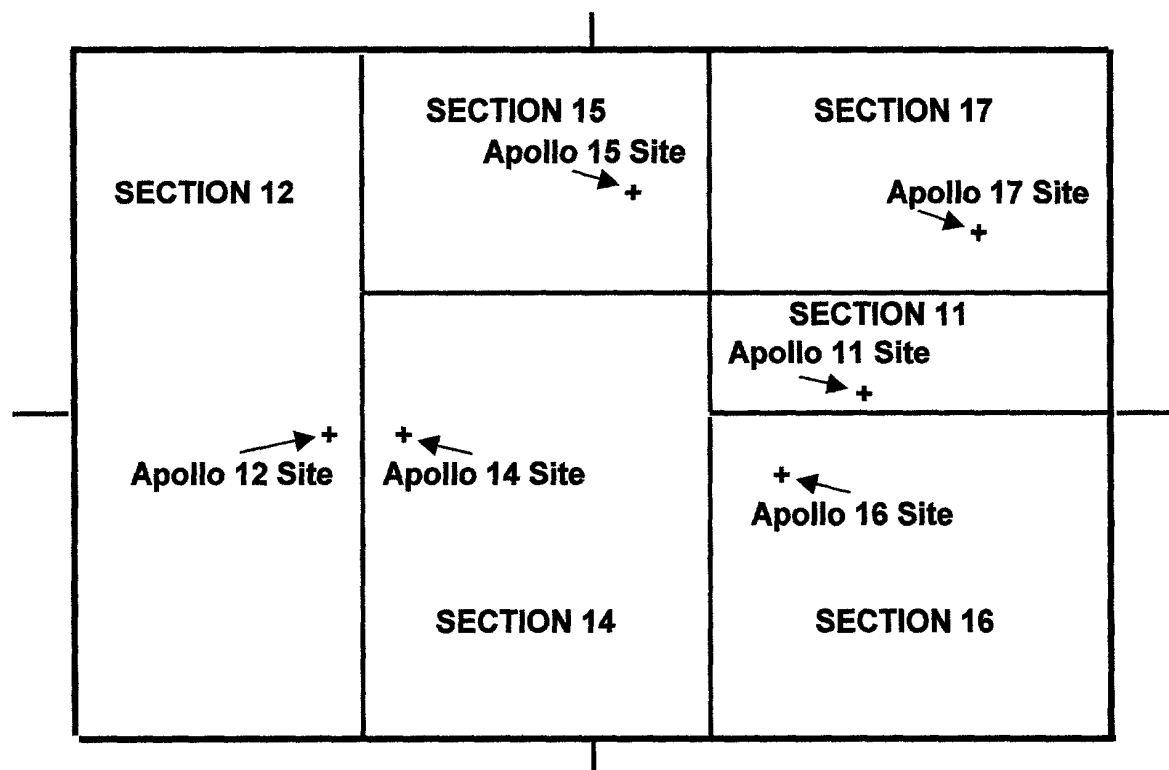 SECTION 15
Apollo 15 Site
SECTION 17
Apollo 17 Site
SECTION 12
SECTION 11
Apollo 11 Site
Apollo 12 Site
Apollo 14 Site
Apollo 16 Site
SECTION 14
SECTION 16